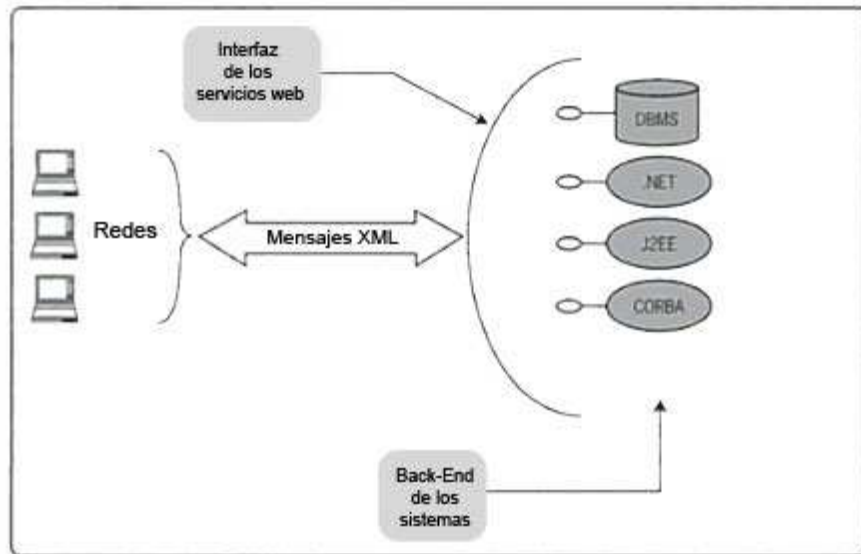 Interfaz
de los
servicios web
DBMS
.NET
Redes
Mensajes XML
J2EE
CORBA
Back-End
de los
sistemas